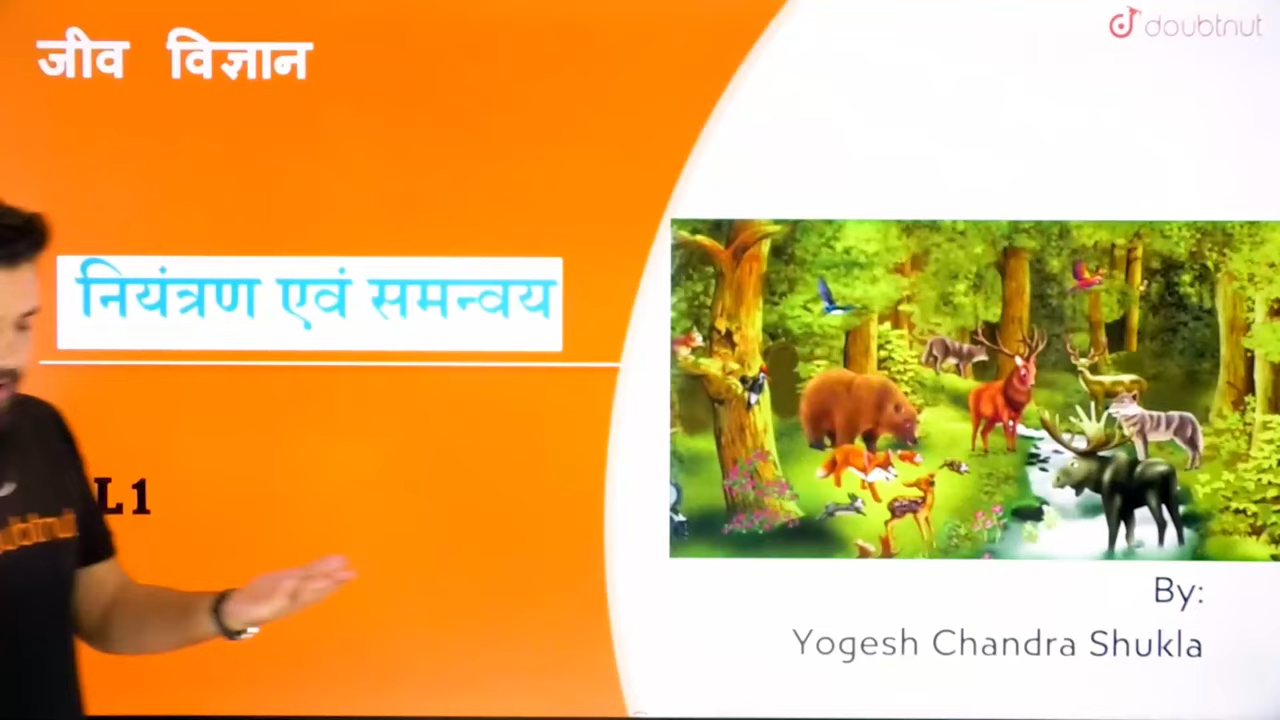 जीव विज्ञान
doubtnut
नियंत्रण एवं समन्वय
L1
By:
Yogesh Chandra Shukla